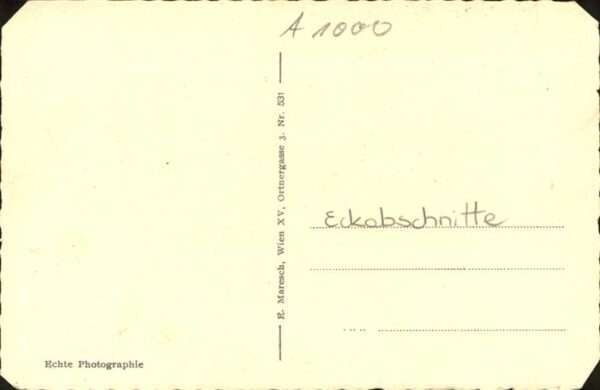 A 1000
E. Maresch, Wien XV, Ortnergasse 3. Nr. 531
Eckabschnitte
Echte Photographie